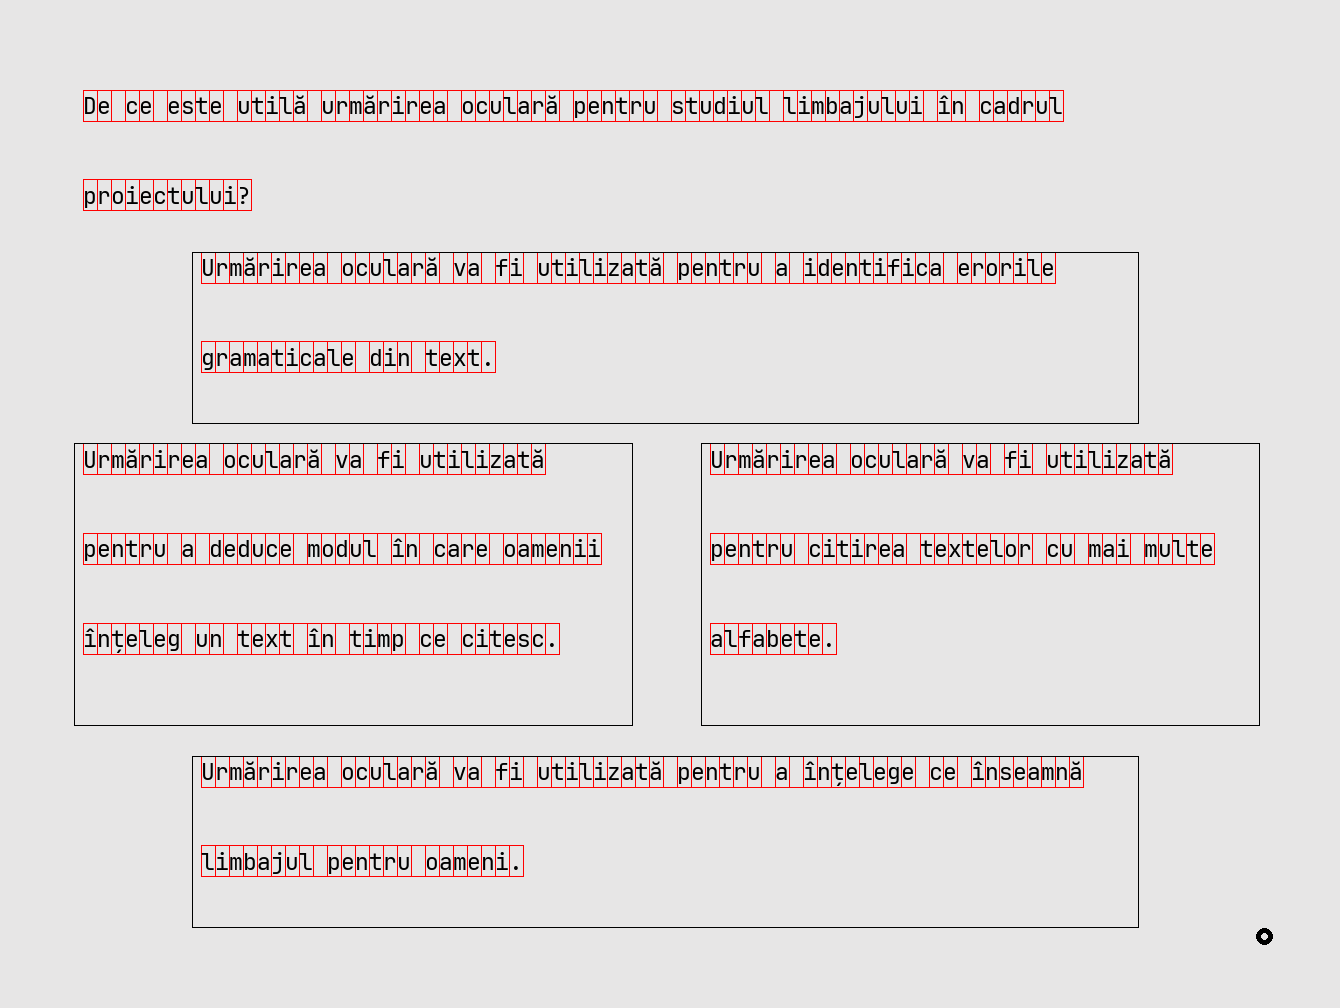 De ce este utilă urmărirea oculară pentru studiul limbajului în cadrul
proiectului?
Urmărirea oculară va fi utilizată pentru a identifica erorile
gramaticale din text.
Urmărirea oculară va fi utilizată
pentru a deduce modul în care oamenii
înțeleg un text în timp ce citesc.
Urmărirea oculară va fi utilizată
pentru citirea textelor cu mai multe
alfabete.
Urmărirea oculară va fi utilizată pentru a înțelege ce înseamnă
limbajul pentru oameni.